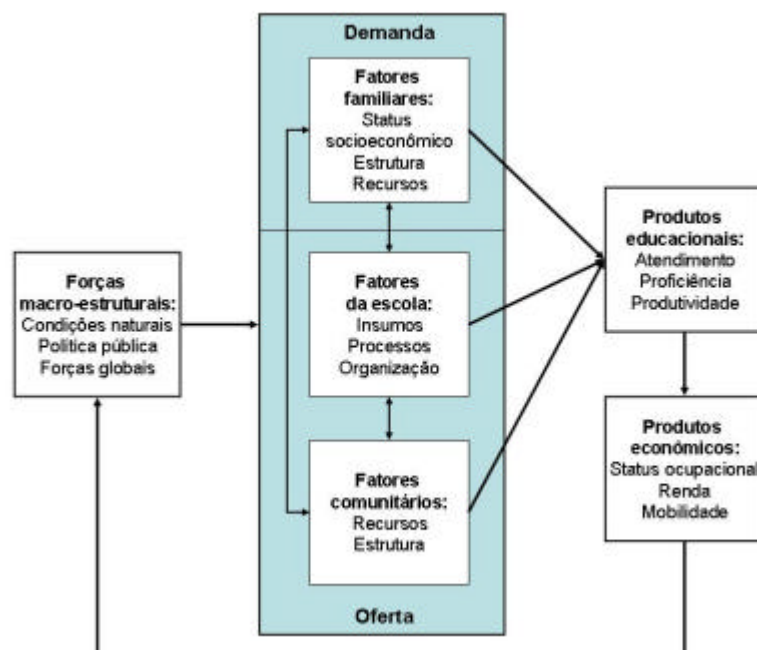 Demanda
Fatores
familiares:
Status
socioeconômico
Estrutura
Recursos
Forças
macro-estruturais:
Condições naturais
Política pública
Forças globais
Fatores
da escola:
Insumos
Processos
Organização
Fatores
comunitários:
Recursos
Estrutura
Oferta
Produtos
educacionais:
Atendimento
Proficiência
Produtividade
Produtos
econômicos:
Status ocupacional
Renda
Mobilidade